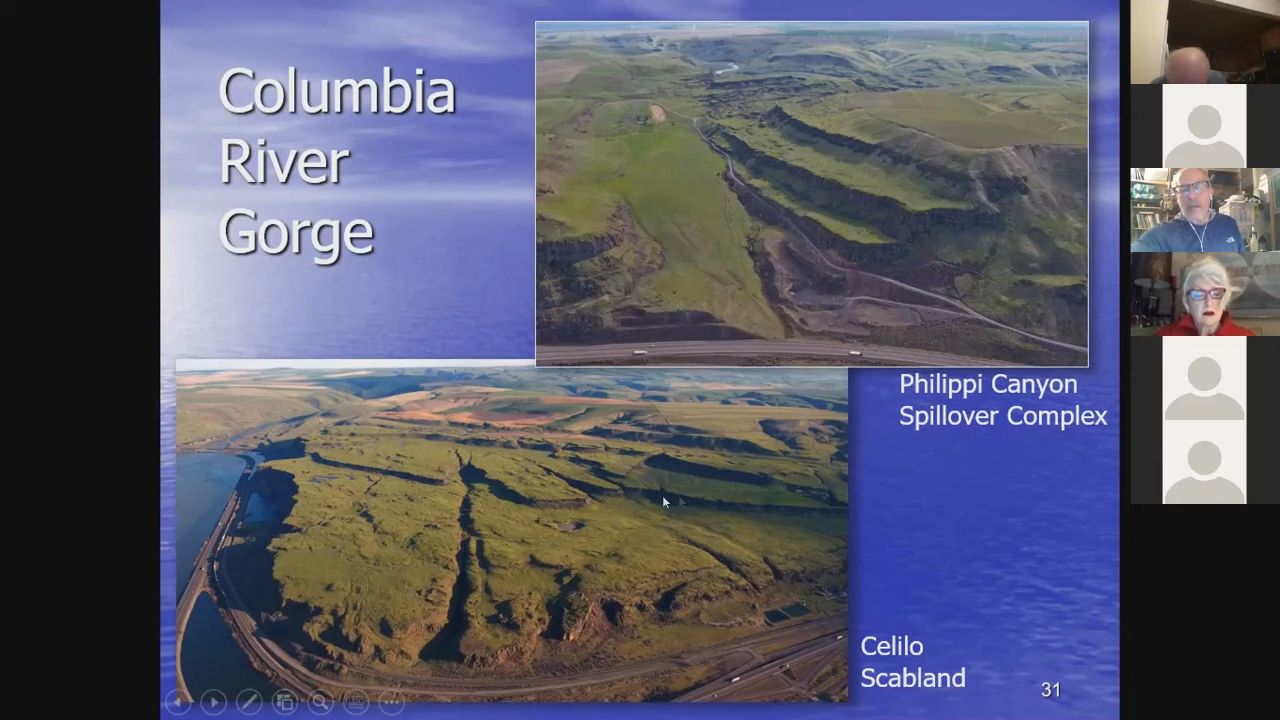 Columbia
River
Gorge
Philippi Canyon
Spillover Complex
Celilo
Scabland
31